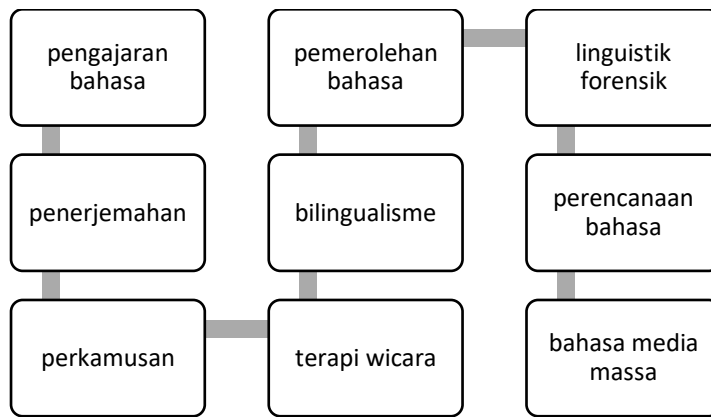 pengajaran
bahasa
penerjemahan
perkamusan
terapi wicara
bilingualisme
pemerolehan
bahasa
linguistik
forensik
perencanaan
bahasa
bahasa media
massa